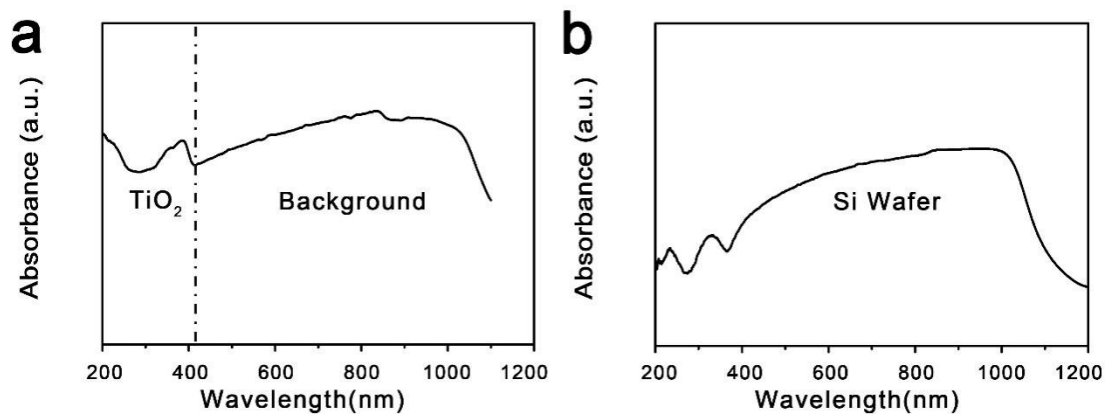 a
Absorbance (a.u.)
TiO₂
Background
200 400 600 800 1000 1200
Wavelength(nm)
b
Absorbance (a.u.)
Si Wafer
200 400 600 800 1000 1200
Wavelength(nm)